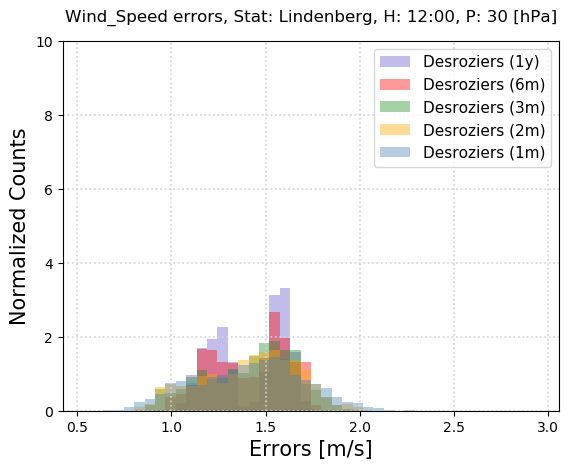 Wind_Speed errors, Stat: Lindenberg, H: 12:00, P: 30 [hPa]
10
8
6
4
2
0
Normalized Counts
Desroziers (1y)
Desroziers (6m)
Desroziers (3m)
Desroziers (2m)
Desroziers (1m)
0.5 1.0 1.5 2.0 2.5 3.0
Errors [m/s]